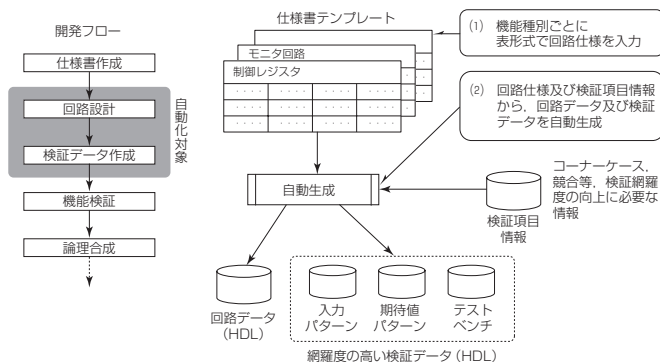 開発フロー
仕様書作成
回路設計
検証データ作成
機能検証
論理合成
自動化対象
仕様書テンプレート
モニタ回路
制御レジスタ
自動生成
(1) 機能種別ごとに
表形式で回路仕様を入力
(2) 回路仕様及び検証項目情報
から，回路データ及び検証
データを自動生成
検証項目
情報
コーナーケース，
競合等，検証網羅
度の向上に必要な
情報
回路データ
(HDL)
入力
パターン
期待値
パターン
テスト
ベンチ
網羅度の高い検証データ(HDL)